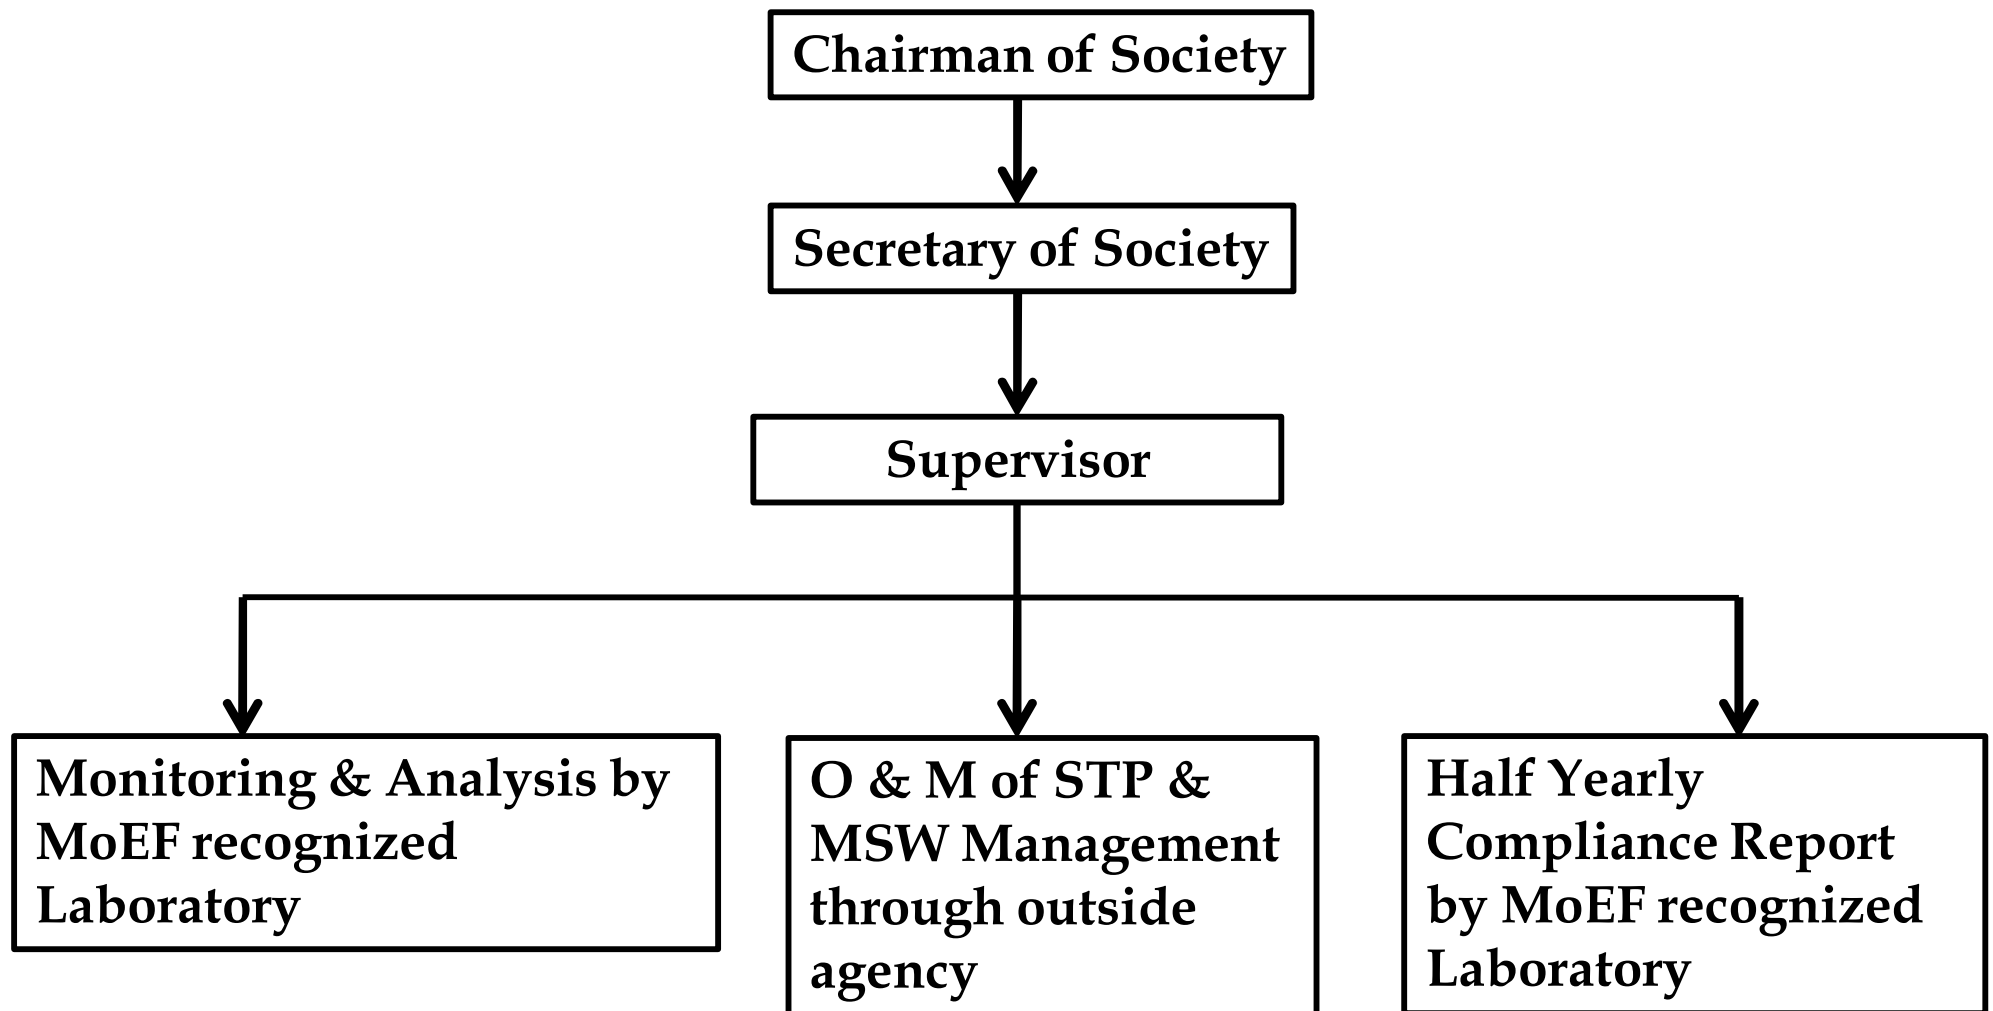 Chairman of Society
Secretary of Society
Supervisor
Monitoring & Analysis by
MoEF recognized
Laboratory
O & M of STP &
MSW Management
through outside
agency
Half Yearly
Compliance Report
by MoEF recognized
Laboratory